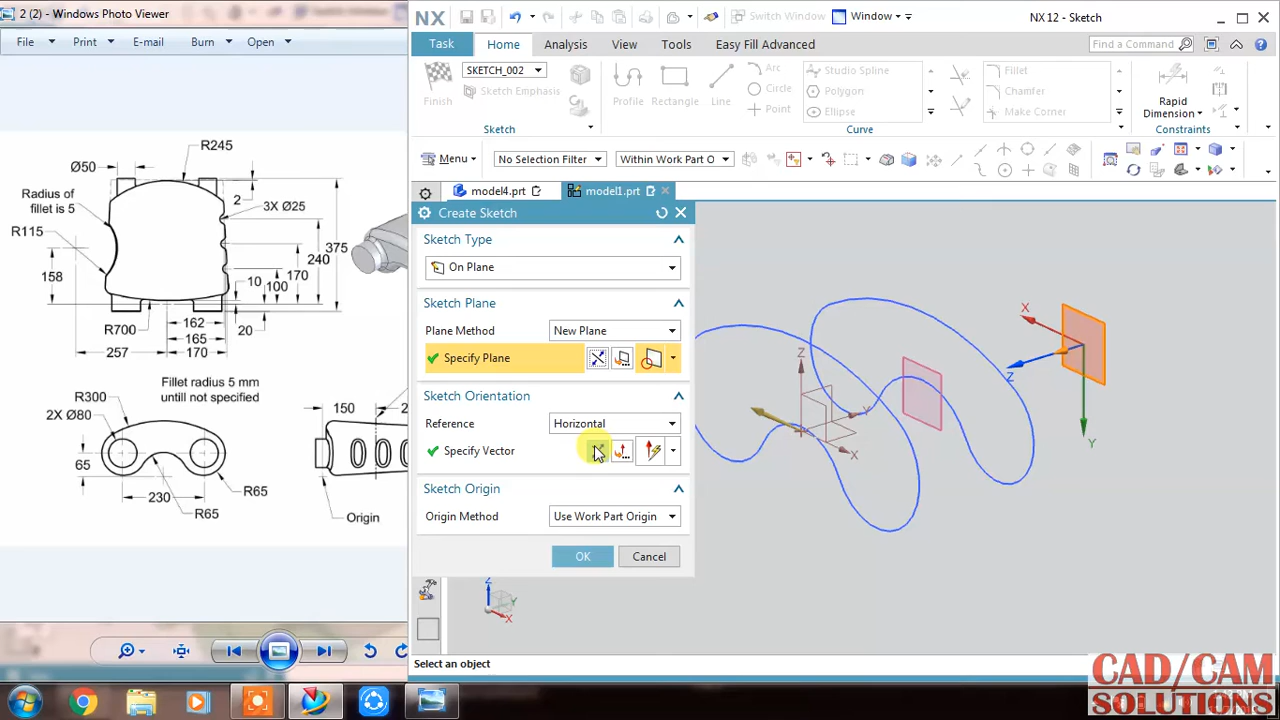 2 (2) - Windows Photo Viewer
File
Print
E-mail
Burn
Open
Ø50
R245
Radius of
fillet is 5
2
3X Ø25
R115
375
240
170
158
10
100
R700
162
165
170
20
257
Fillet radius 5 mm
untill not specified
R300
2X Ø80
65
230
R65
R65
150
2
Origin
NX
Switch Window
Window
NX 12 - Sketch
Task
Home
Analysis
View
Tools
Easy Fill Advanced
Find a Command
SKETCH_002
Sketch Emphasis
Finish
Profile
Rectangle
Line
Arc
Circle
Point
Studio Spline
Polygon
Ellipse
Fillet
Chamfer
Make Corner
Rapid
Dimension
Sketch
Curve
Constraints
Menu
No Selection Filter
Within Work Part O
model4.prt
model1.prt
Create Sketch
Sketch Type
On Plane
Sketch Plane
Plane Method
New Plane
Specify Plane
Sketch Orientation
Reference
Horizontal
Specify Vector
Sketch Origin
Origin Method
Use Work Part Origin
OK
Cancel
X
Z
Y
Z
Y
X
Z
Y
X
Select an object
CAD/CAM
SOLUTIONS